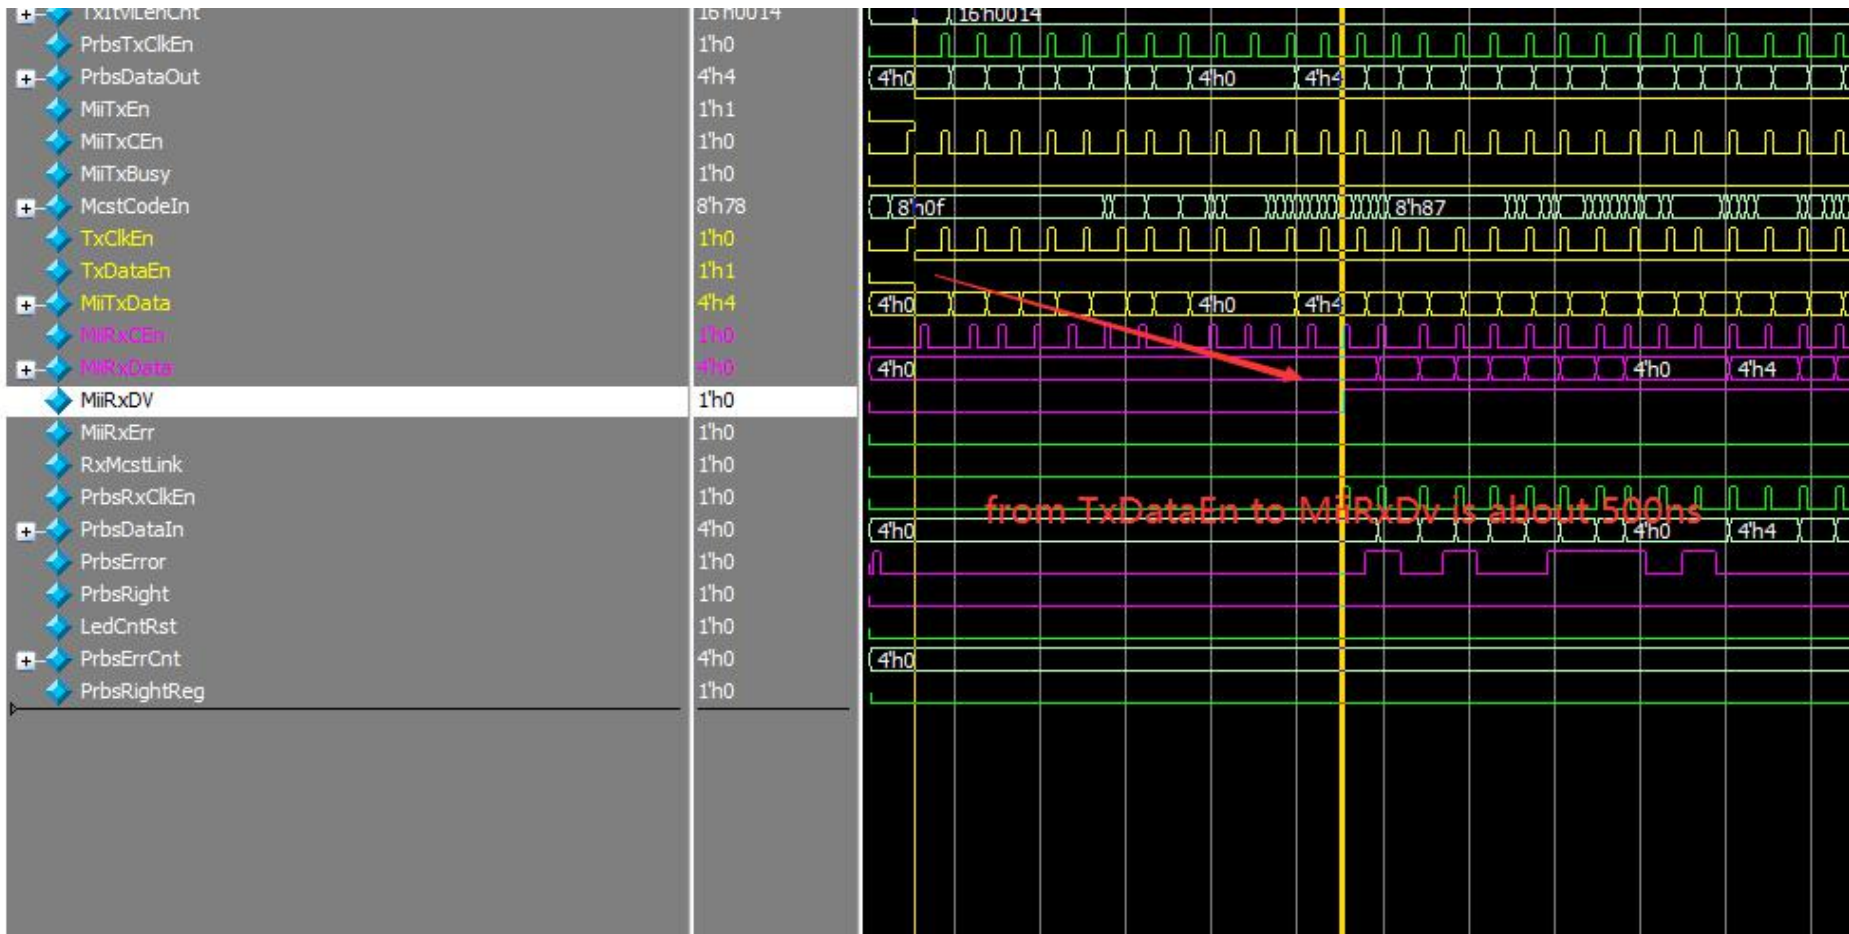 TxItvlLenCnt 16'h0014 16'h0014
PrbsTxClkEn 1'h0
PrbsDataOut 4'h4 4'h0 4'h0 4'h4
MiiTxEn 1'h1
MiiTxCEn 1'h0
MiiTxBusy 1'h0
McstCodeIn 8'h78 8'h0f 8'h87
TxClkEn 1'h0
TxDataEn 1'h1
MiiTxData 4'h4 4'h0 4'h0 4'h4
MiiRxCEn 1'h0
MiiRxData 4'h0 4'h0 4'h0 4'h4
MiiRxDV 1'h0
MiiRxErr 1'h0
RxMcstLink 1'h0
PrbsRxClkEn 1'h0
from TxDataEn to MiiRxDv is about 500ns
PrbsDataIn 4'h0 4'h0 4'h0 4'h4
PrbsError 1'h0
PrbsRight 1'h0
LedCntRst 1'h0
PrbsErrCnt 4'h0 4'h0
PrbsRightReg 1'h0